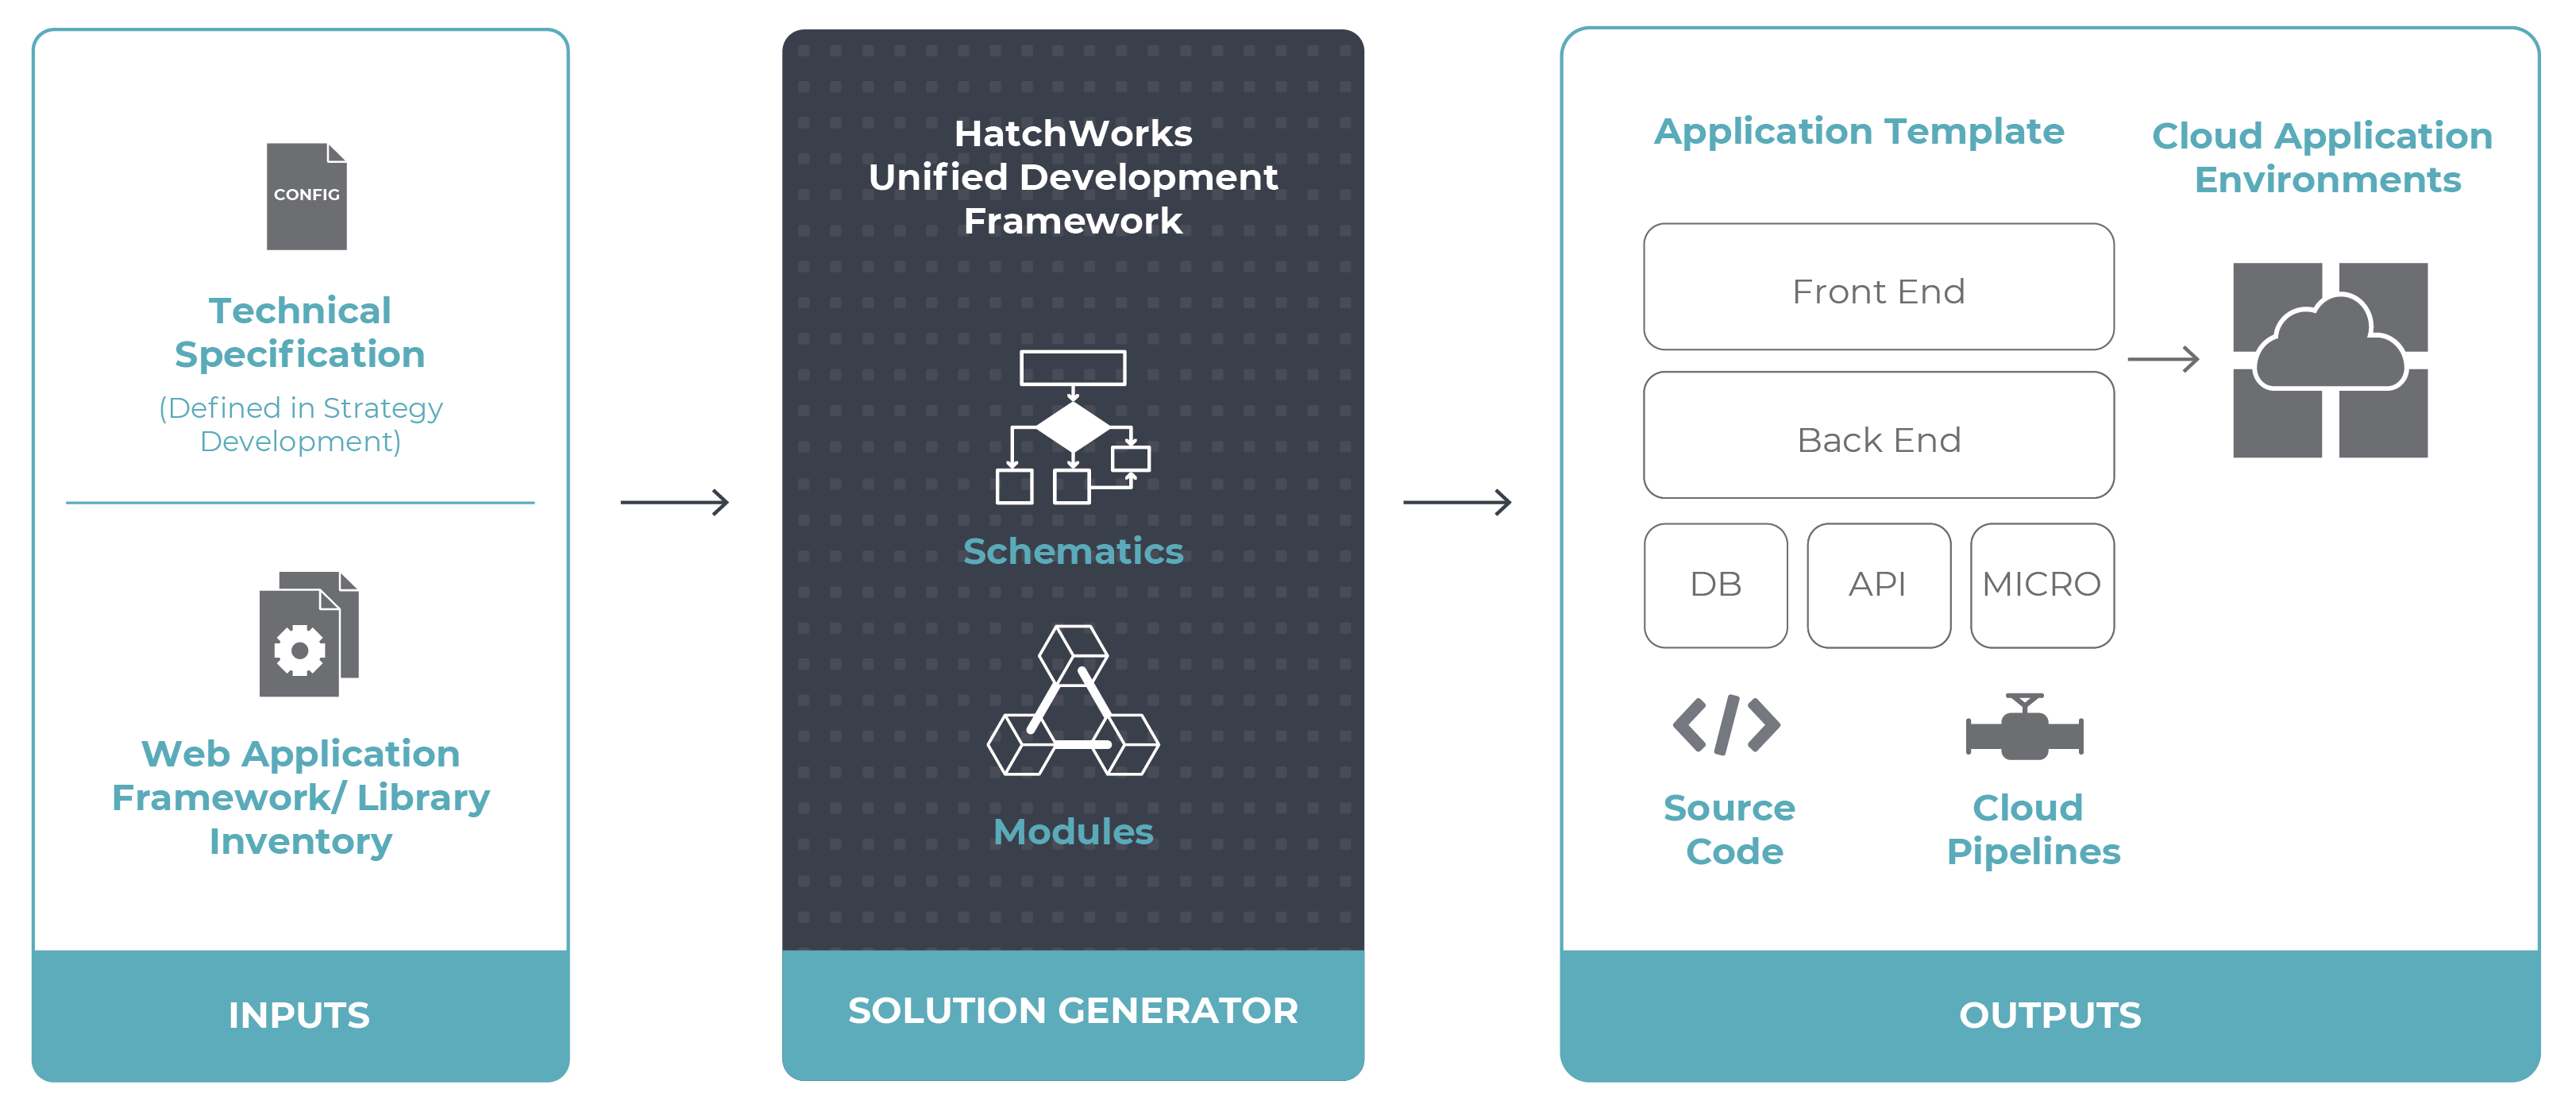 CONFIG
Technical
Specification
(Defined in Strategy
Development)
Web Application
Framework/ Library
Inventory
INPUTS
HatchWorks
Unified Development
Framework
Schematics
Modules
SOLUTION GENERATOR
Application Template
Front End
Back End
DB
API
MICRO
Source
Code
Cloud
Pipelines
Cloud Application
Environments
OUTPUTS